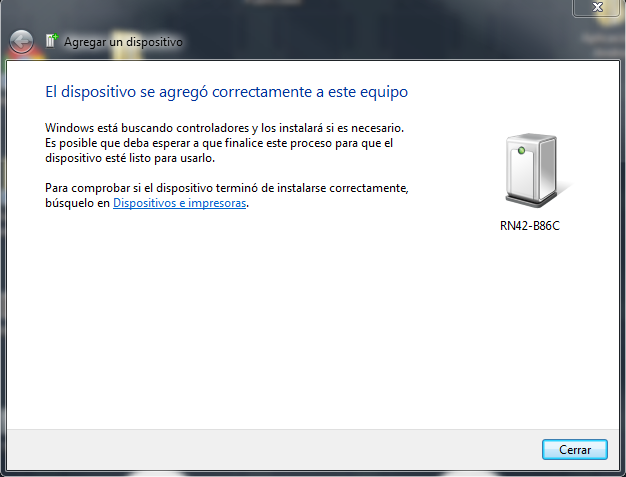 Agregar un dispositivo
El dispositivo se agregó correctamente a este equipo
Windows está buscando controladores y los instalará si es necesario.
Es posible que deba esperar a que finalice este proceso para que el
dispositivo esté listo para usarlo.
Para comprobar si el dispositivo terminó de instalarse correctamente,
búsquelo en Dispositivos e impresoras.
RN42-B86C
Cerrar